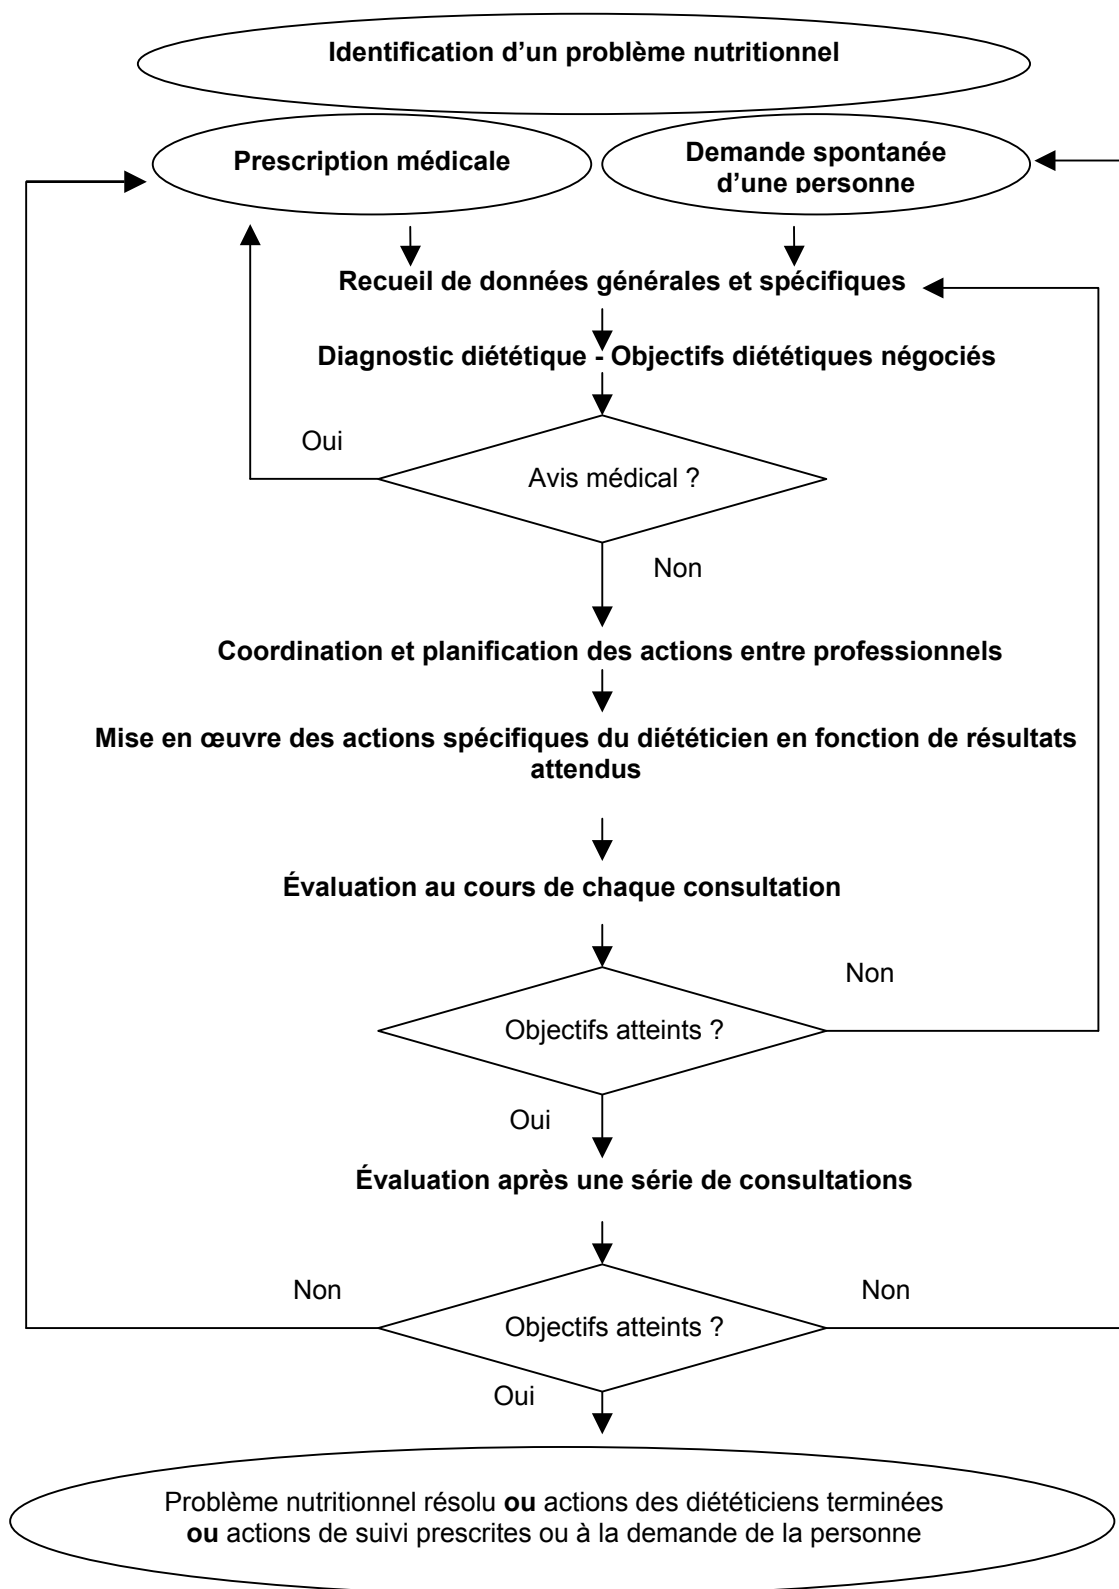 Identification d’un problème nutritionnel
Prescription médicale
Demande spontanée
d’une personne
Recueil de données générales et spécifiques
Diagnostic diététique - Objectifs diététiques négociés
Oui
Avis médical ?
Non
Coordination et planification des actions entre professionnels
Mise en œuvre des actions spécifiques du diététicien en fonction de résultats
attendus
Évaluation au cours de chaque consultation
Non
Objectifs atteints ?
Oui
Évaluation après une série de consultations
Non
Non
Objectifs atteints ?
Oui
Problème nutritionnel résolu ou actions des diététiciens terminées
ou actions de suivi prescrites ou à la demande de la personne